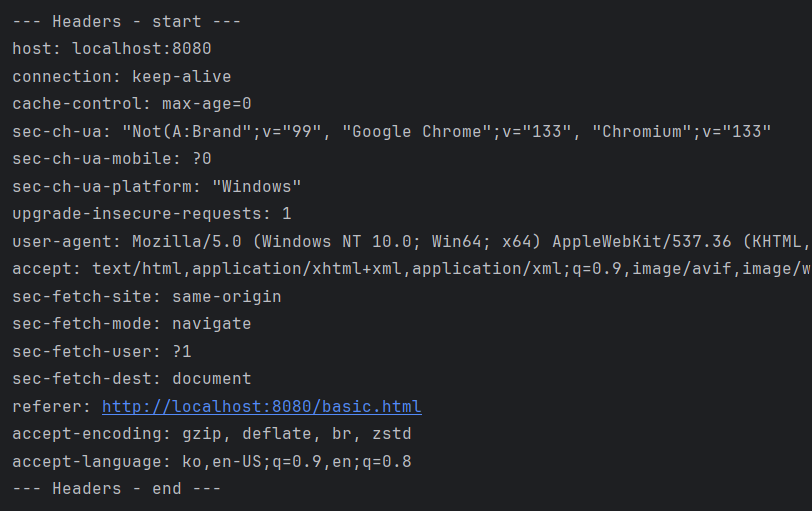 --- Headers - start ---
host: localhost:8080
connection: keep-alive
cache-control: max-age=0
sec-ch-ua: "Not(A:Brand";v="99", "Google Chrome";v="133", "Chromium";v="133"
sec-ch-ua-mobile: ?0
sec-ch-ua-platform: "Windows"
upgrade-insecure-requests: 1
user-agent: Mozilla/5.0 (Windows NT 10.0; Win64; x64) AppleWebKit/537.36 (KHTML,
accept: text/html,application/xhtml+xml,application/xml;q=0.9,image/avif,image/w
sec-fetch-site: same-origin
sec-fetch-mode: navigate
sec-fetch-user: ?1
sec-fetch-dest: document
referer: http://localhost:8080/basic.html
accept-encoding: gzip, deflate, br, zstd
accept-language: ko,en-US;q=0.9,en;q=0.8
--- Headers - end ---